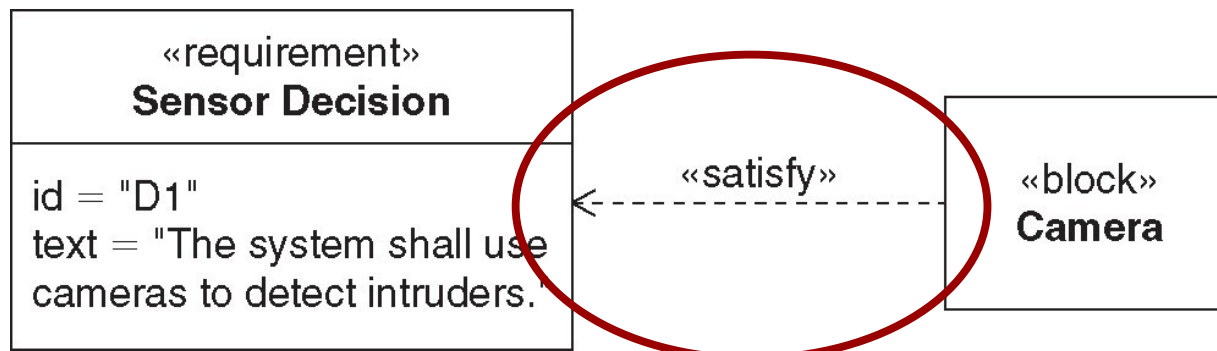 «requirement»
Sensor Decision
id = "D1"
text = "The system shall use
cameras to detect intruders."
«satisfy»
«block»
Camera